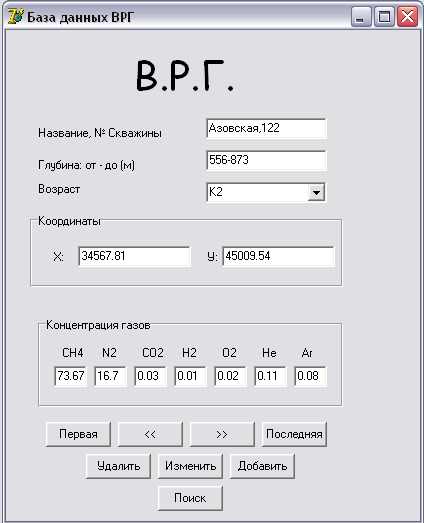 База данных ВРГ
В.Р.Г.
Название, № Скважины Азовская,122
Глубина: от - до (м) 556-873
Возраст K2
Координаты
X: 34567.81 У: 45009.54
Концентрация газов
CH4 N2 CO2 H2 O2 He Ar
73.67 16.7 0.03 0.01 0.02 0.11 0.08
Первая << >> Последняя
Удалить Изменить Добавить
Поиск